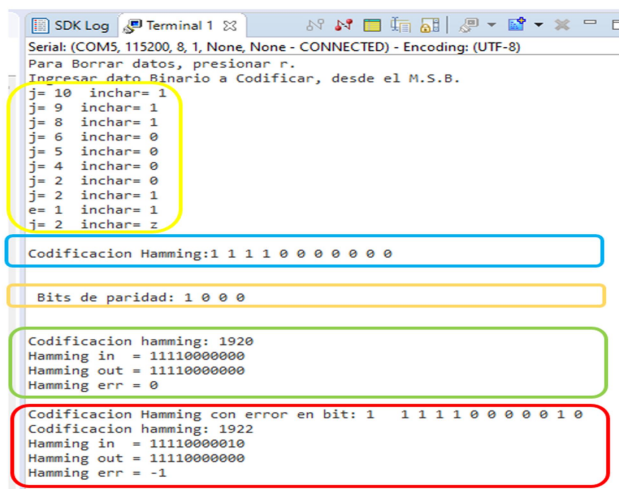 SDK Log Terminal 1
Serial: (COM5, 115200, 8, 1, None, None - CONNECTED) - Encoding: (UTF-8)
Para Borrar datos, presionar r.
Ingresar dato Binario a Codificar, desde el M.S.B.
j= 10 inchar= 1
j= 9 inchar= 1
j= 8 inchar= 1
j= 6 inchar= 0
j= 5 inchar= 0
j= 4 inchar= 0
j= 2 inchar= 0
j= 2 inchar= 1
e= 1 inchar= 1
j= 2 inchar= z
Codificacion Hamming:1 1 1 1 0 0 0 0 0 0 0
Bits de paridad: 1 0 0 0
Codificacion hamming: 1920
Hamming in = 11110000000
Hamming out = 11110000000
Hamming err = 0
Codificacion Hamming con error en bit: 1 1 1 1 1 0 0 0 0 0 1 0
Codificacion hamming: 1922
Hamming in = 11110000010
Hamming out = 11110000000
Hamming err = -1